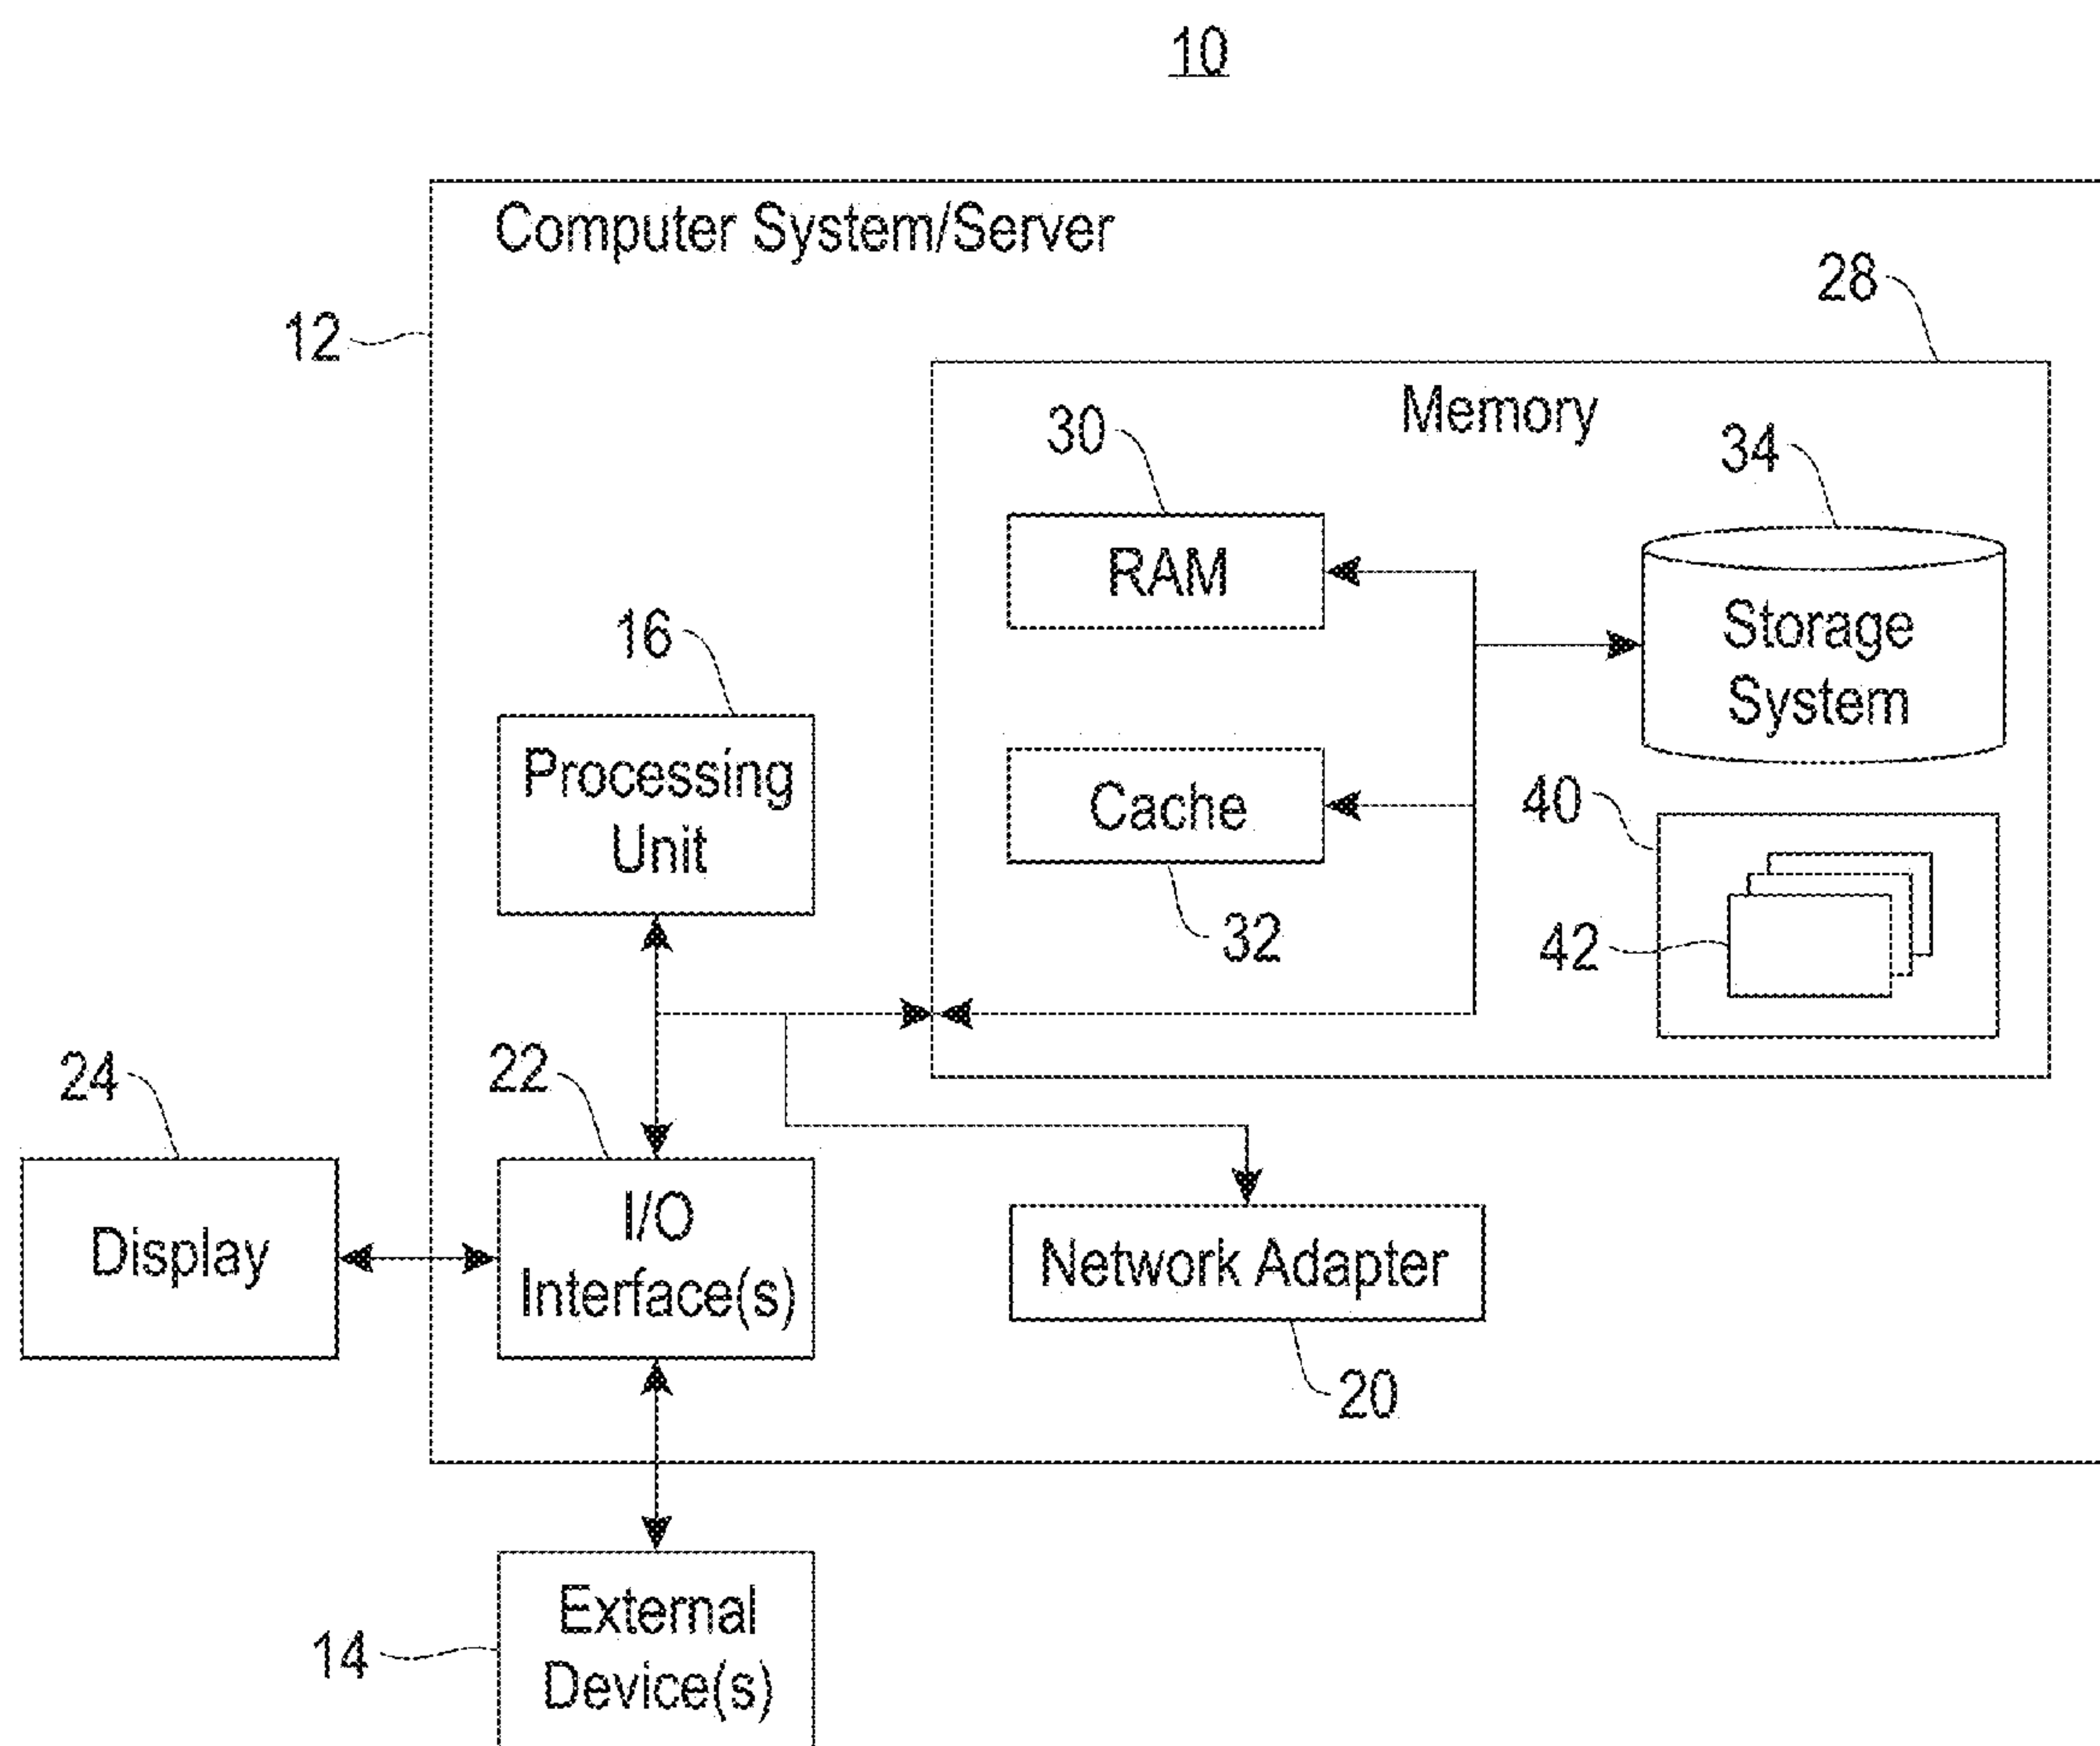 10
Computer System/Server
12
28
Memory
30
34
RAM
Storage
System
16
Processing
Unit
Cache
40
32
42
24
22
Display
I/O
Interface(s)
Network Adapter
20
External
Device(s)
14